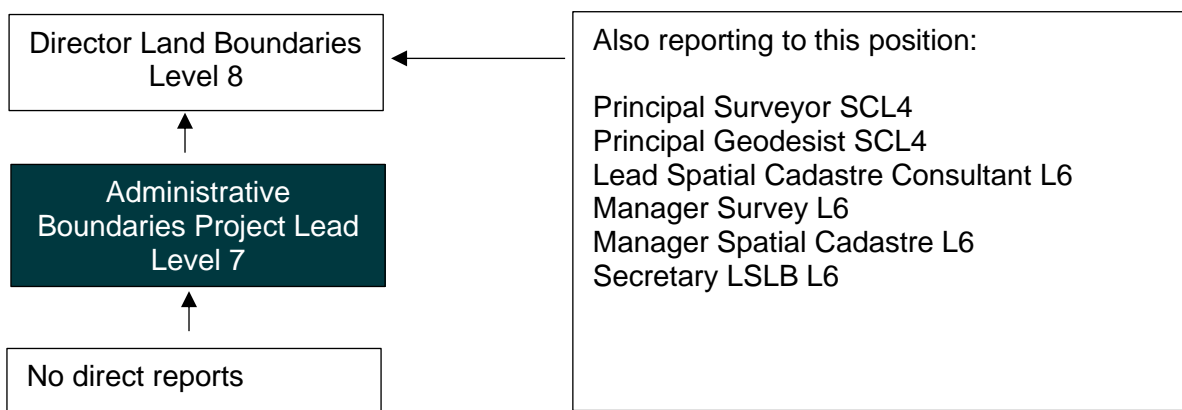 Director Land Boundaries
Level 8
Administrative
Boundaries Project Lead
Level 7
No direct reports
Also reporting to this position:
Principal Surveyor SCL4
Principal Geodesist SCL4
Lead Spatial Cadastre Consultant L6
Manager Survey L6
Manager Spatial Cadastre L6
Secretary LSLB L6